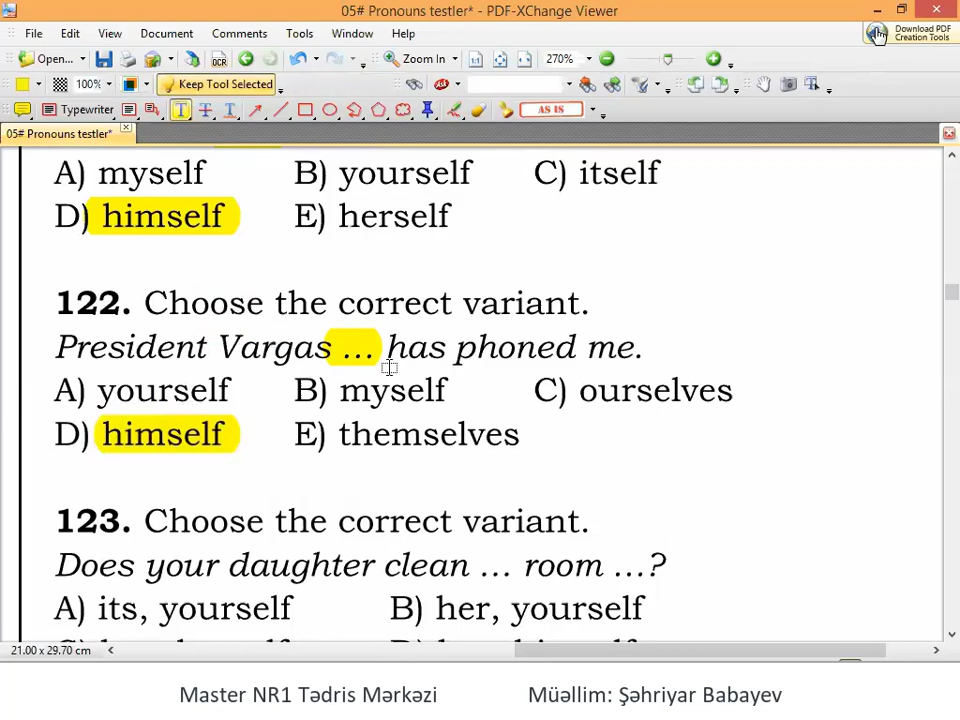 05# Pronouns testler* - PDF-XChange Viewer
File Edit View Document Comments Tools Window Help
Download PDF
Creation Tools
Open... OCR Zoom In 270%
100% Keep Tool Selected
Typewriter T T T AS IS
05# Pronouns testler*
A) myself B) yourself C) itself
D) himself E) herself
122. Choose the correct variant.
President Vargas ... has phoned me.
A) yourself B) myself C) ourselves
D) himself E) themselves
123. Choose the correct variant.
Does your daughter clean ... room ...?
A) its, yourself B) her, yourself
21.00 x 29.70 cm
Master NR1 Tədris Mərkəzi Müəllim: Şəhriyar Babayev